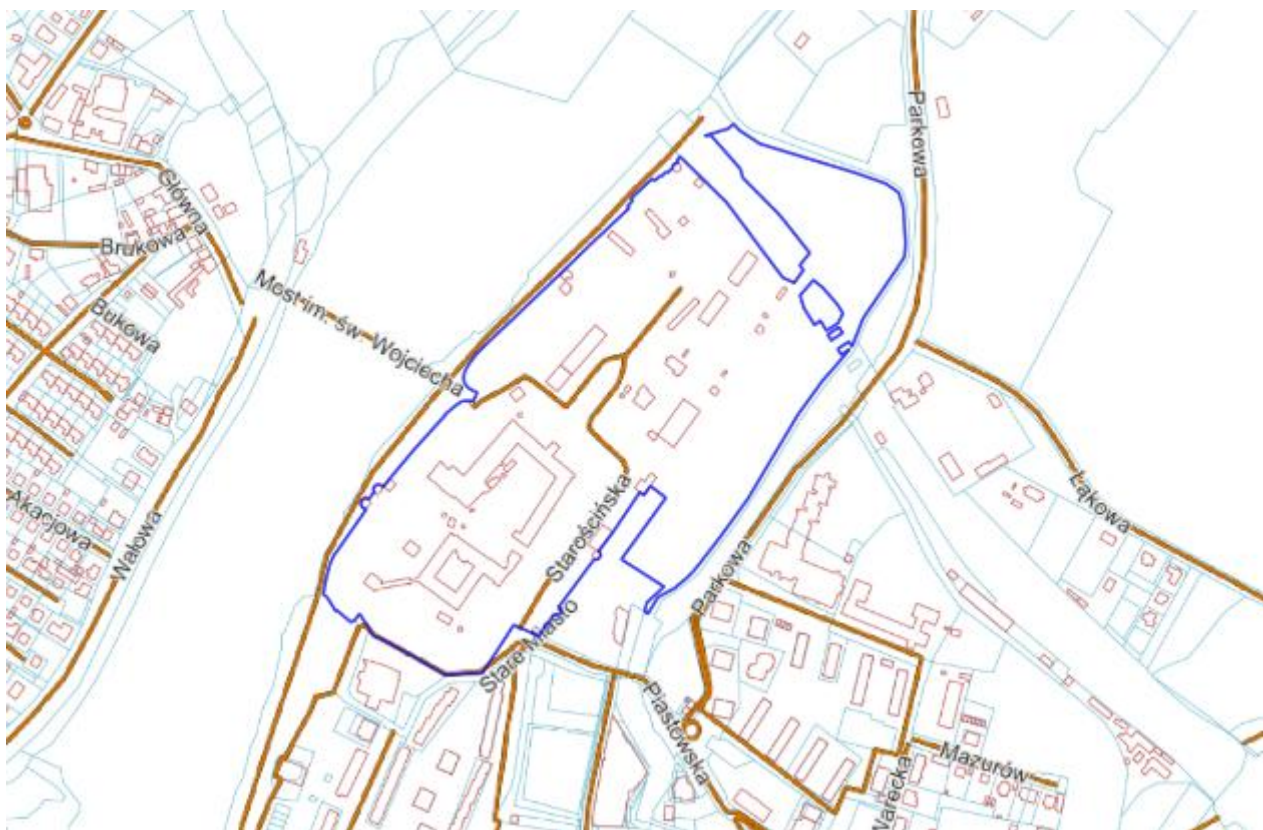 Parkowa
Główna
Brukowa
Most im. św. Wojciecha
Bukowa
Akacjowa
Wałowa
Starościńska
Łąkowa
Parkowa
Stare Miasto
Piastowska
Mazurów
Warecka